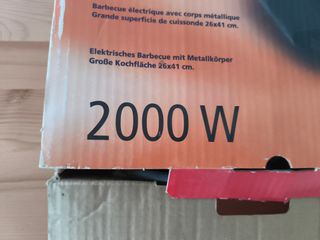 Barbecue électrique avec corps métallique
Grande superficie de cuissonde 26x41 cm.
Elektrisches Barbecue mit Metallkörper
Große Kochfläche 26x41 cm.
2000 W